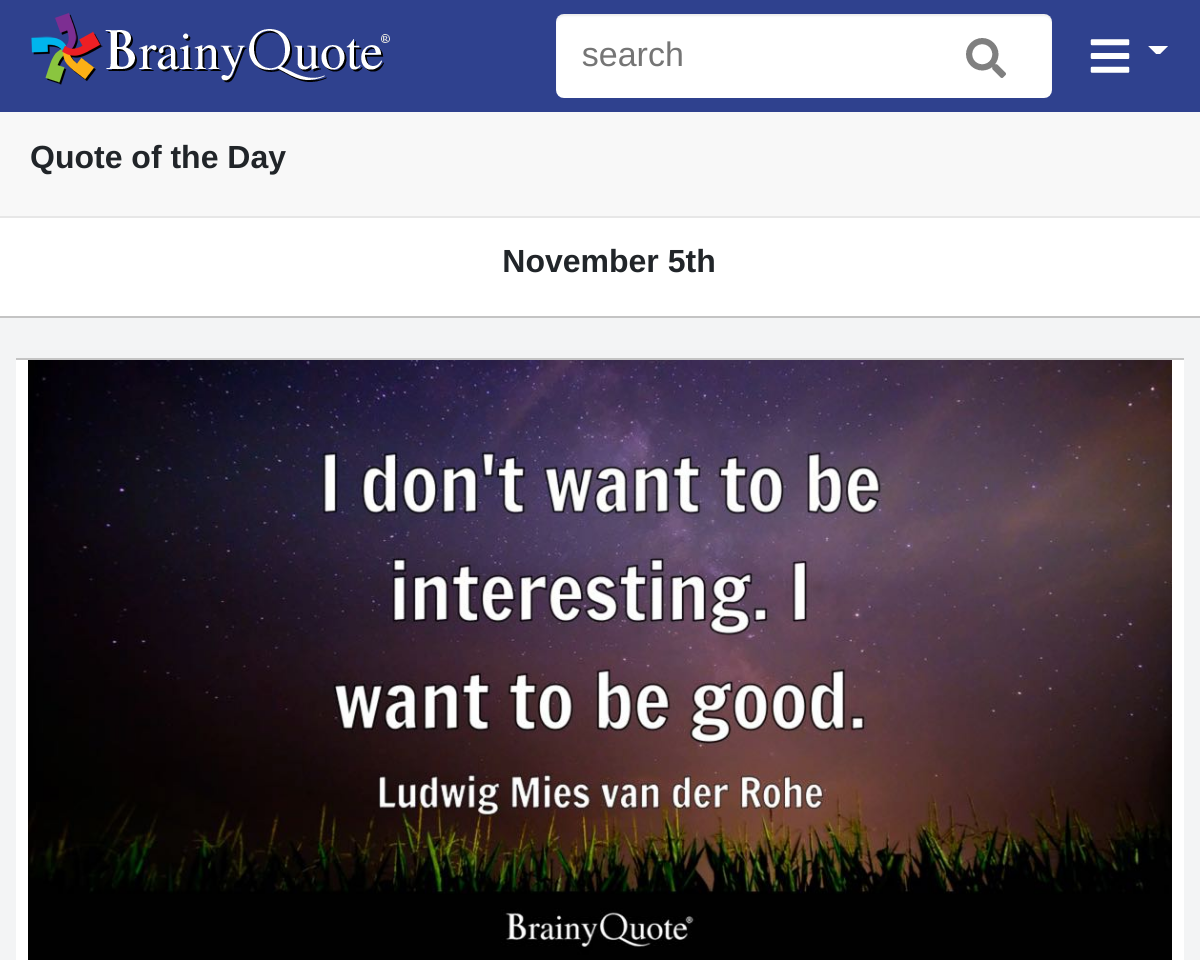 BrainyQuote®
search
Quote of the Day
November 5th
I don't want to be
interesting. I
want to be good.
Ludwig Mies van der Rohe
BrainyQuote®